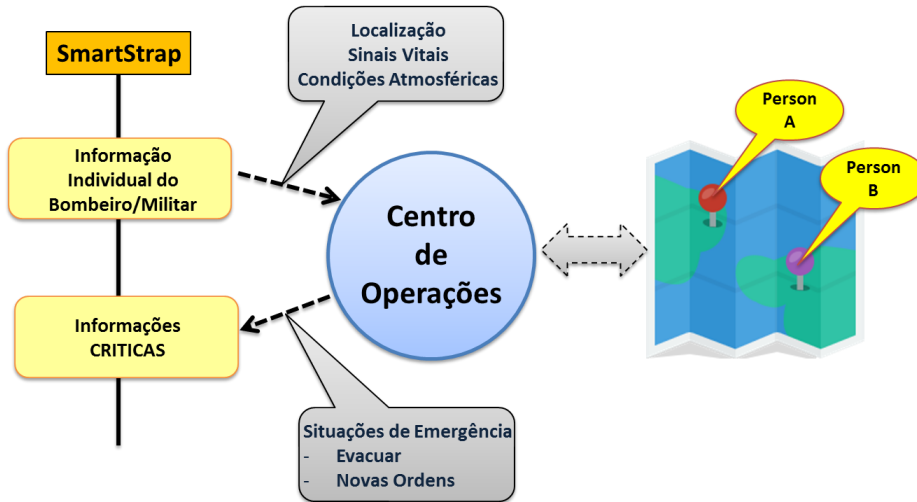 SmartStrap
Localização
Sinais Vitais
Condições Atmosféricas
Person
A
Person
B
Informação
Individual do
Bombeiro/Militar
Centro
de
Operações
Informações
CRITICAS
Situações de Emergência
- Evacuar
- Novas Ordens